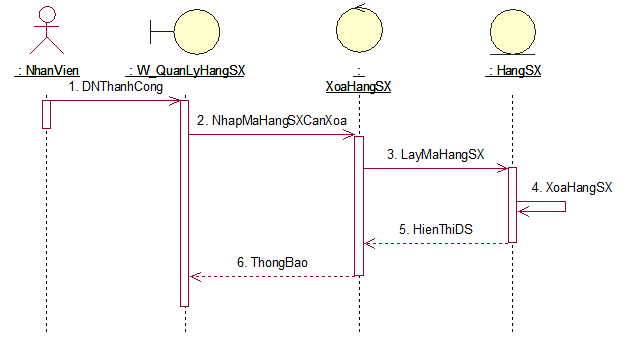 : NhanVien
: W_QuanLyHangSX
:
XoaHangSX
: HangSX
1. DNThanhCong
2. NhapMaHangSXCanXoa
3. LayMaHangSX
4. XoaHangSX
5. HienThiDS
6. ThongBao